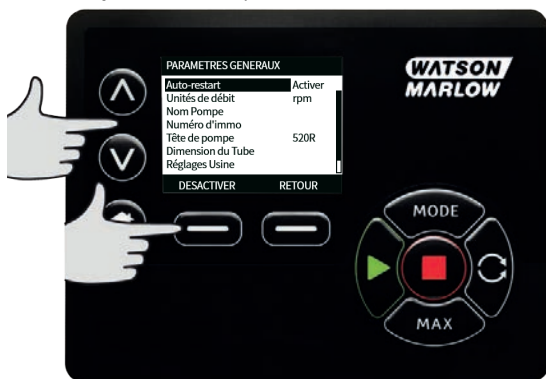 PARAMETRES GENERAUX
Auto-restart Activer
Unités de débit rpm
Nom Pompe
Numéro d'immo
Tête de pompe 520R
Dimension du Tube
Réglages Usine
DESACTIVER RETOUR
WATSON
MARLOW
MODE
MAX